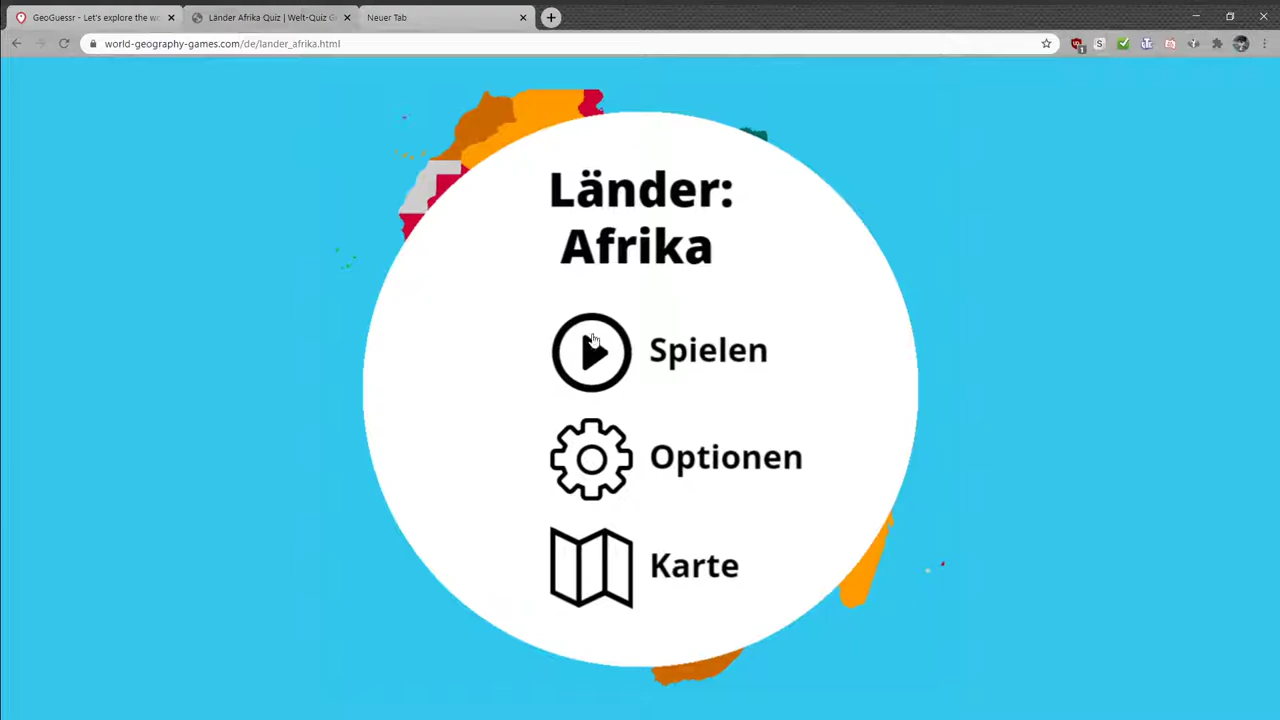 GeoGuessr - Let's explore the wo
Länder Afrika Quiz | Welt-Quiz G
Neuer Tab
world-geography-games.com/de/lander_afrika.html
Länder:
Afrika
Spielen
Optionen
Karte